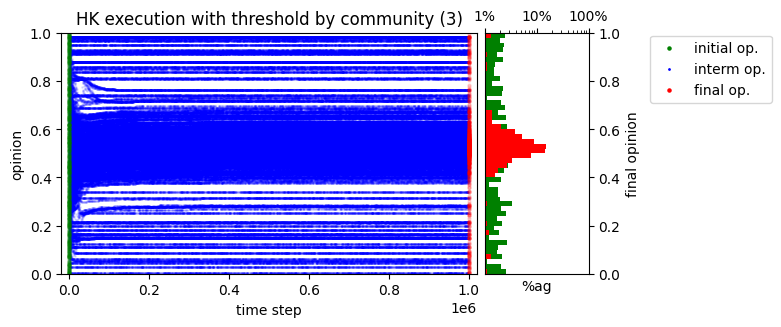 HK execution with threshold by community (3)
1% 10% 100%
1.0 1.0
0.8 0.8
0.6 0.6
0.4 0.4
0.2 0.2
0.0 0.0
opinion
final opinion
initial op.
interm op.
final op.
0.0 0.2 0.4 0.6 0.8 1.0
%ag
1e6
time step